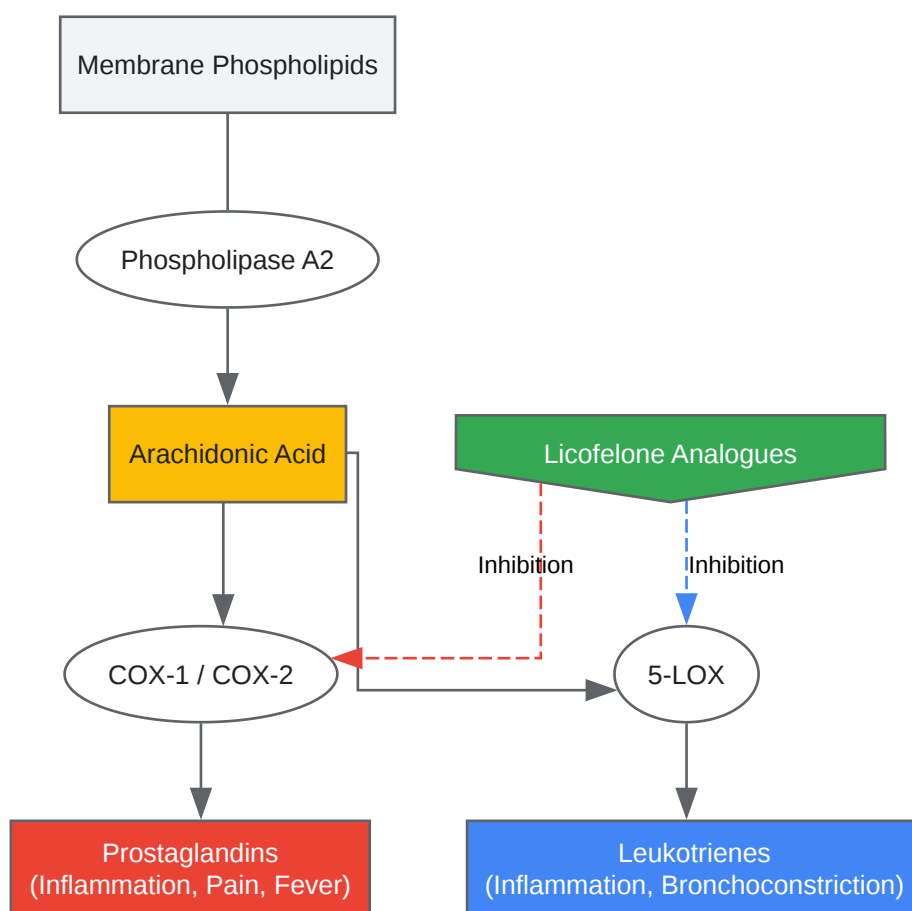 Membrane Phospholipids
Phospholipase A2
Arachidonic Acid
Licofelone Analogues
Inhibition
Inhibition
COX-1 / COX-2
5-LOX
Prostaglandins
(Inflammation, Pain, Fever)
Leukotrienes
(Inflammation, Bronchoconstriction)